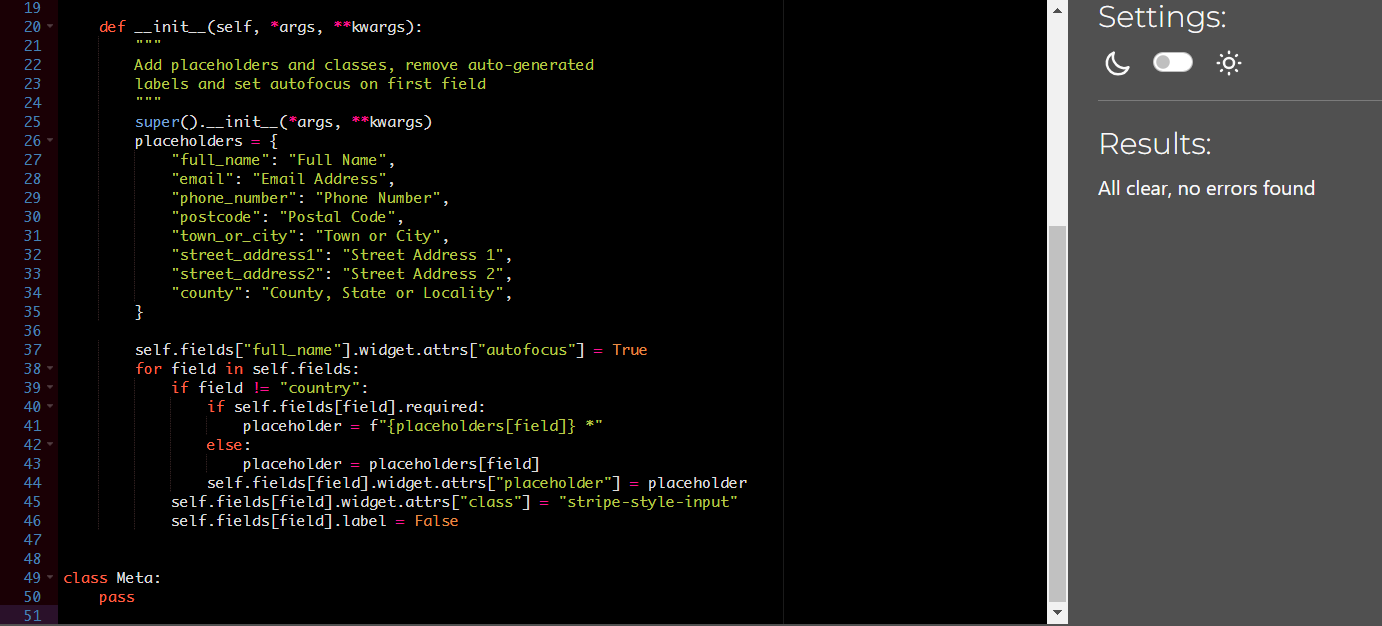 19
20 def __init__(self, *args, **kwargs):
21 """
22 Add placeholders and classes, remove auto-generated
23 labels and set autofocus on first field
24 """
25 super().__init__(*args, **kwargs)
26 placeholders = {
27 "full_name": "Full Name",
28 "email": "Email Address",
29 "phone_number": "Phone Number",
30 "postcode": "Postal Code",
31 "town_or_city": "Town or City",
32 "street_address1": "Street Address 1",
33 "street_address2": "Street Address 2",
34 "county": "County, State or Locality",
35 }
36
37 self.fields["full_name"].widget.attrs["autofocus"] = True
38 for field in self.fields:
39 if field != "country":
40 if self.fields[field].required:
41 placeholder = f"{placeholders[field]} *"
42 else:
43 placeholder = placeholders[field]
44 self.fields[field].widget.attrs["placeholder"] = placeholder
45 self.fields[field].widget.attrs["class"] = "stripe-style-input"
46 self.fields[field].label = False
47
48
49 class Meta:
50 pass
51
Settings:
Results:
All clear, no errors found